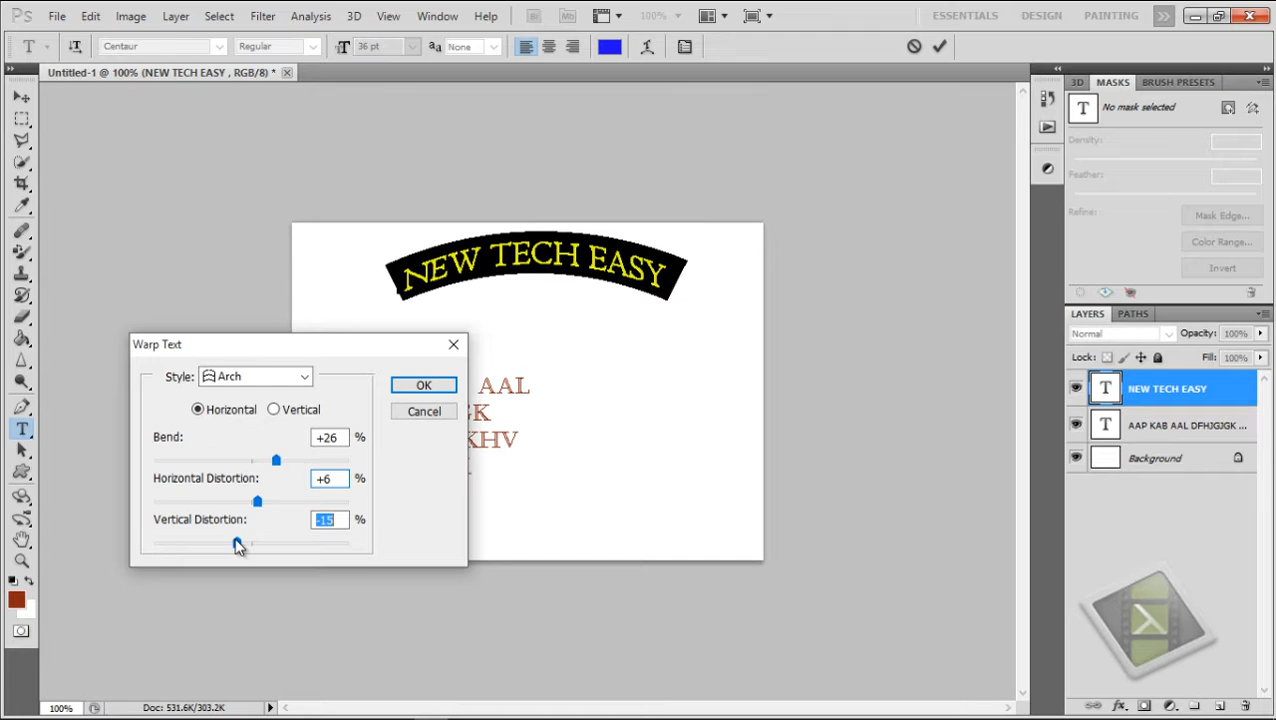 Ps File Edit Image Layer Select Filter Analysis 3D View Window Help Br Mb 100% ESSENTIALS DESIGN PAINTING
T Centaur Regular 36 pt None
Untitled-1 @ 100% (NEW TECH EASY , RGB/8) *
3D MASKS BRUSH PRESETS
T No mask selected
Density:
Feather:
Refine: Mask Edge...
Color Range...
Invert
NEW TECH EASY
LAYERS PATHS
Normal Opacity: 100%
Lock: Fill: 100%
T NEW TECH EASY
T AAP KAB AAL DFHJGJGK ...
Background
Warp Text
Style: Arch OK
Horizontal Vertical Cancel
Bend: +26 %
Horizontal Distortion: +6 %
Vertical Distortion: -15 %
AAL
GK
KHV
100% Doc: 531.6K/303.2K